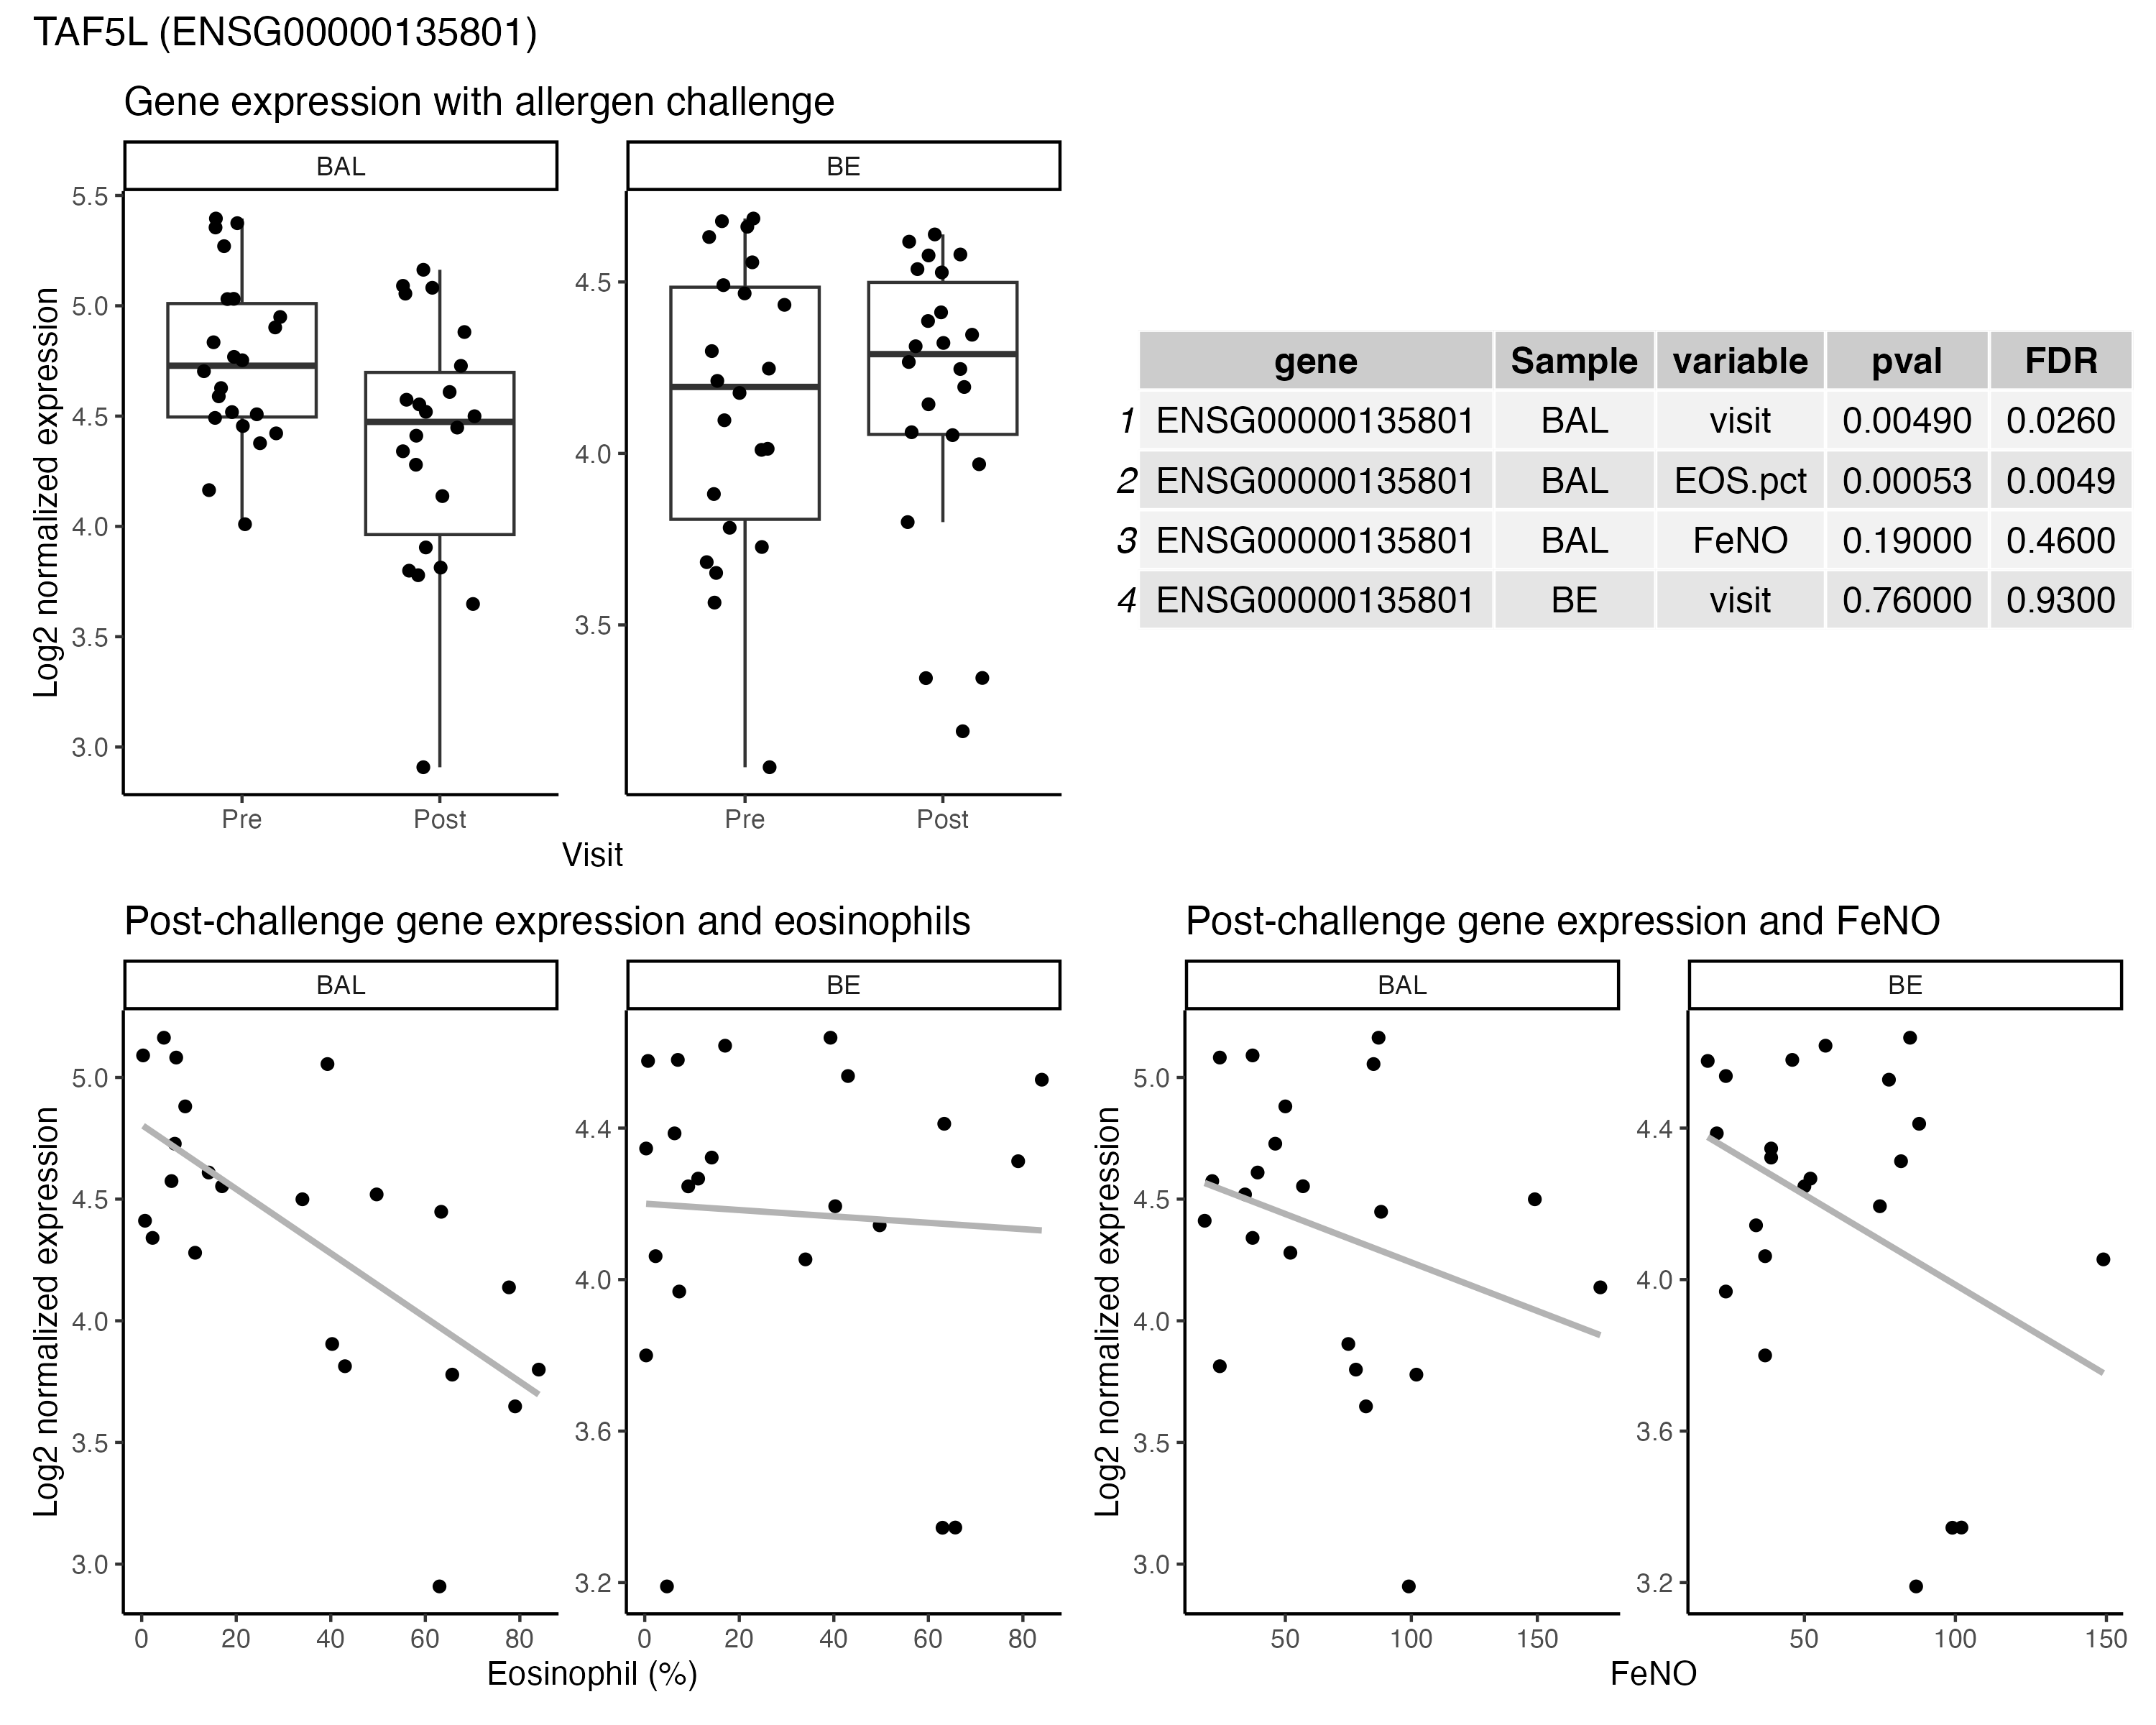 TAF5L (ENSG00000135801)
Gene expression with allergen challenge
BAL
BE
Log2 normalized expression
5.5
5.0
4.5
4.0
3.5
3.0
4.5
4.0
3.5
Pre
Post
Pre
Post
Visit
gene Sample variable pval FDR
1 ENSG00000135801 BAL visit 0.00490 0.0260
2 ENSG00000135801 BAL EOS.pct 0.00053 0.0049
3 ENSG00000135801 BAL FeNO 0.19000 0.4600
4 ENSG00000135801 BE visit 0.76000 0.9300
Post-challenge gene expression and eosinophils
BAL
BE
Log2 normalized expression
5.0
4.5
4.0
3.5
3.0
4.4
4.0
3.6
3.2
0 20 40 60 80
0 20 40 60 80
Eosinophil (%)
Post-challenge gene expression and FeNO
BAL
BE
Log2 normalized expression
5.0
4.5
4.0
3.5
3.0
4.4
4.0
3.6
3.2
50 100 150
50 100 150
FeNO